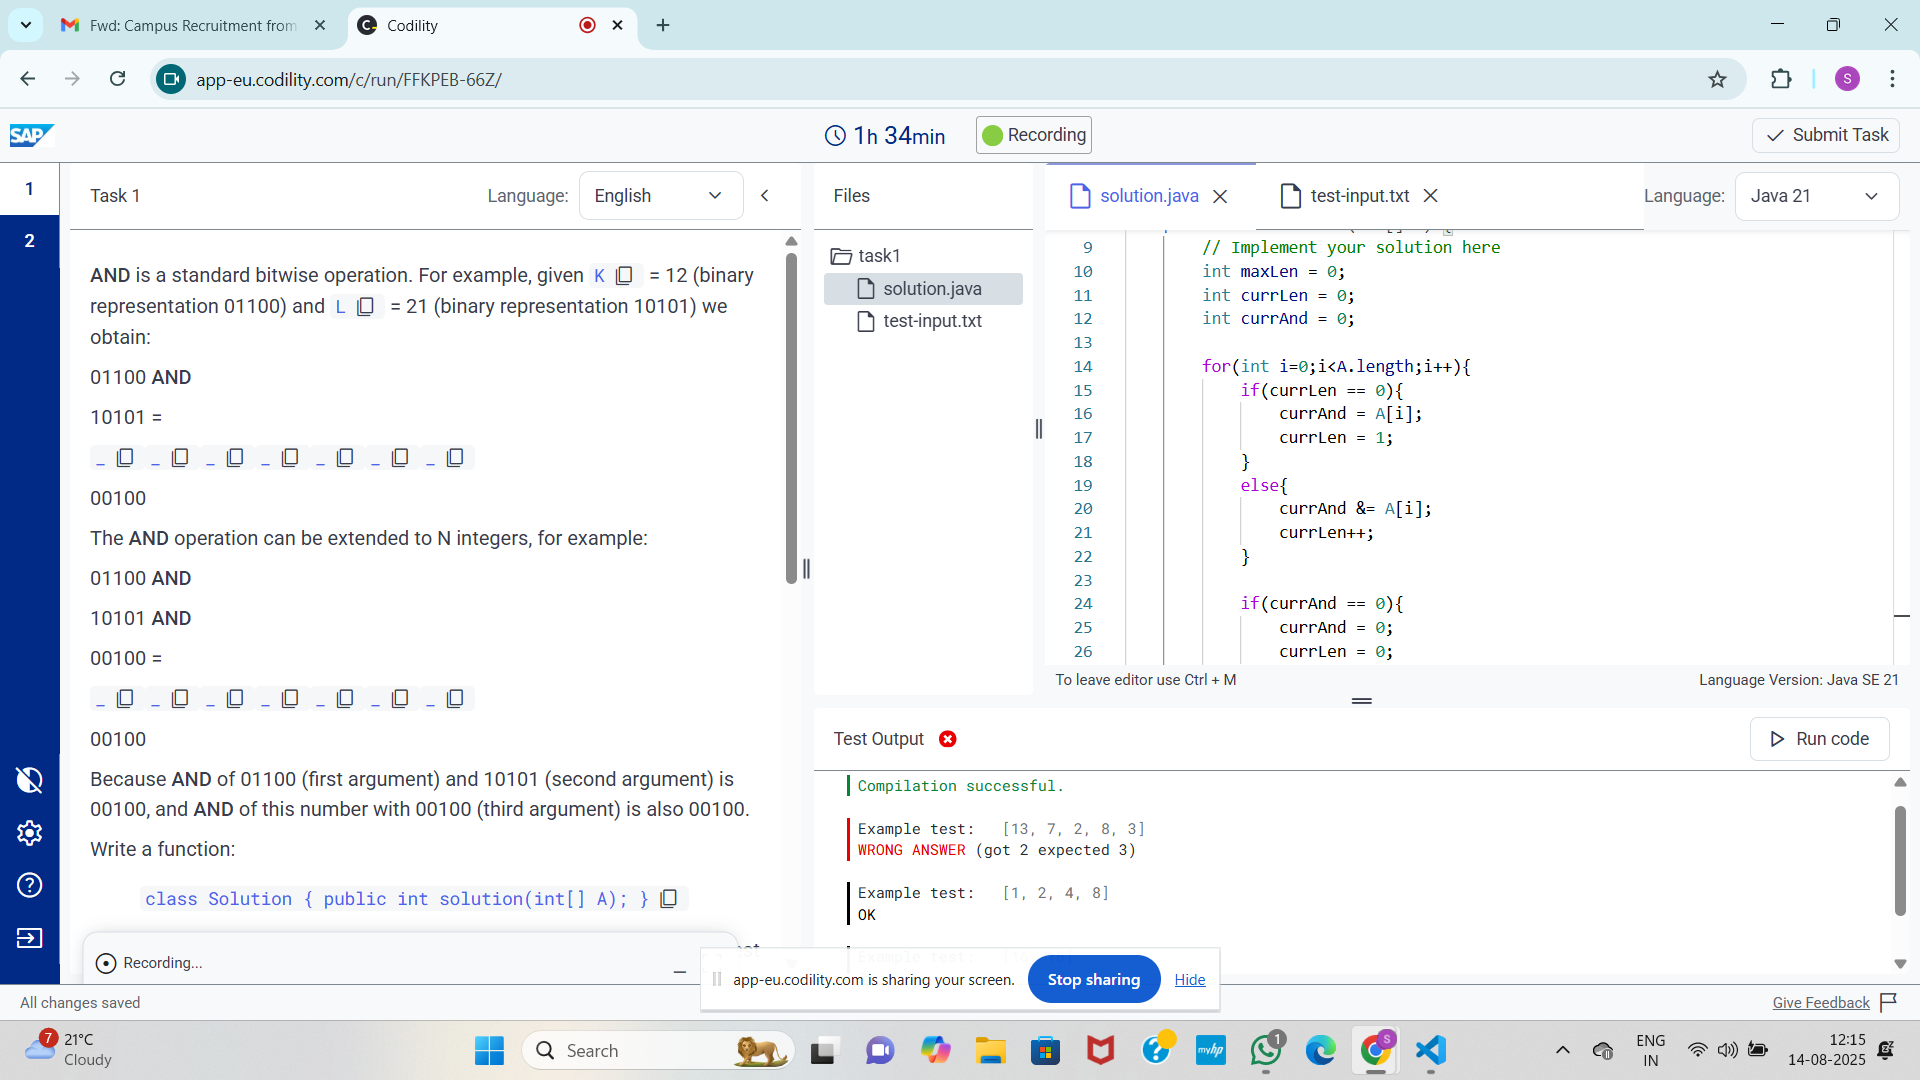 Fwd: Campus Recruitment from
Codility
app-eu.codility.com/c/run/FFKPEB-66Z/
S
SAP
1h 34min
Recording
Submit Task
1
2
Task 1
Language:
English
AND is a standard bitwise operation. For example, given K = 12 (binary
representation 01100) and L = 21 (binary representation 10101) we
obtain:
01100 AND
10101 =
_ _ _ _ _ _ _
00100
The AND operation can be extended to N integers, for example:
01100 AND
10101 AND
00100 =
_ _ _ _ _ _ _
00100
Because AND of 01100 (first argument) and 10101 (second argument) is
00100, and AND of this number with 00100 (third argument) is also 00100.
Write a function:
class Solution { public int solution(int[] A); }
Recording...
Files
task1
solution.java
test-input.txt
solution.java
test-input.txt
Language:
Java 21
9 // Implement your solution here
10 int maxLen = 0;
11 int currLen = 0;
12 int currAnd = 0;
13
14 for(int i=0;i<A.length;i++){
15 if(currLen == 0){
16 currAnd = A[i];
17 currLen = 1;
18 }
19 else{
20 currAnd &= A[i];
21 currLen++;
22 }
23
24 if(currAnd == 0){
25 currAnd = 0;
26 currLen = 0;
To leave editor use Ctrl + M
Language Version: Java SE 21
Test Output
Run code
Compilation successful.
Example test: [13, 7, 2, 8, 3]
WRONG ANSWER (got 2 expected 3)
Example test: [1, 2, 4, 8]
OK
app-eu.codility.com is sharing your screen.
Stop sharing
Hide
All changes saved
Give Feedback
7
21°C
Cloudy
Search
myhp
1
S
ENG
IN
12:15
14-08-2025